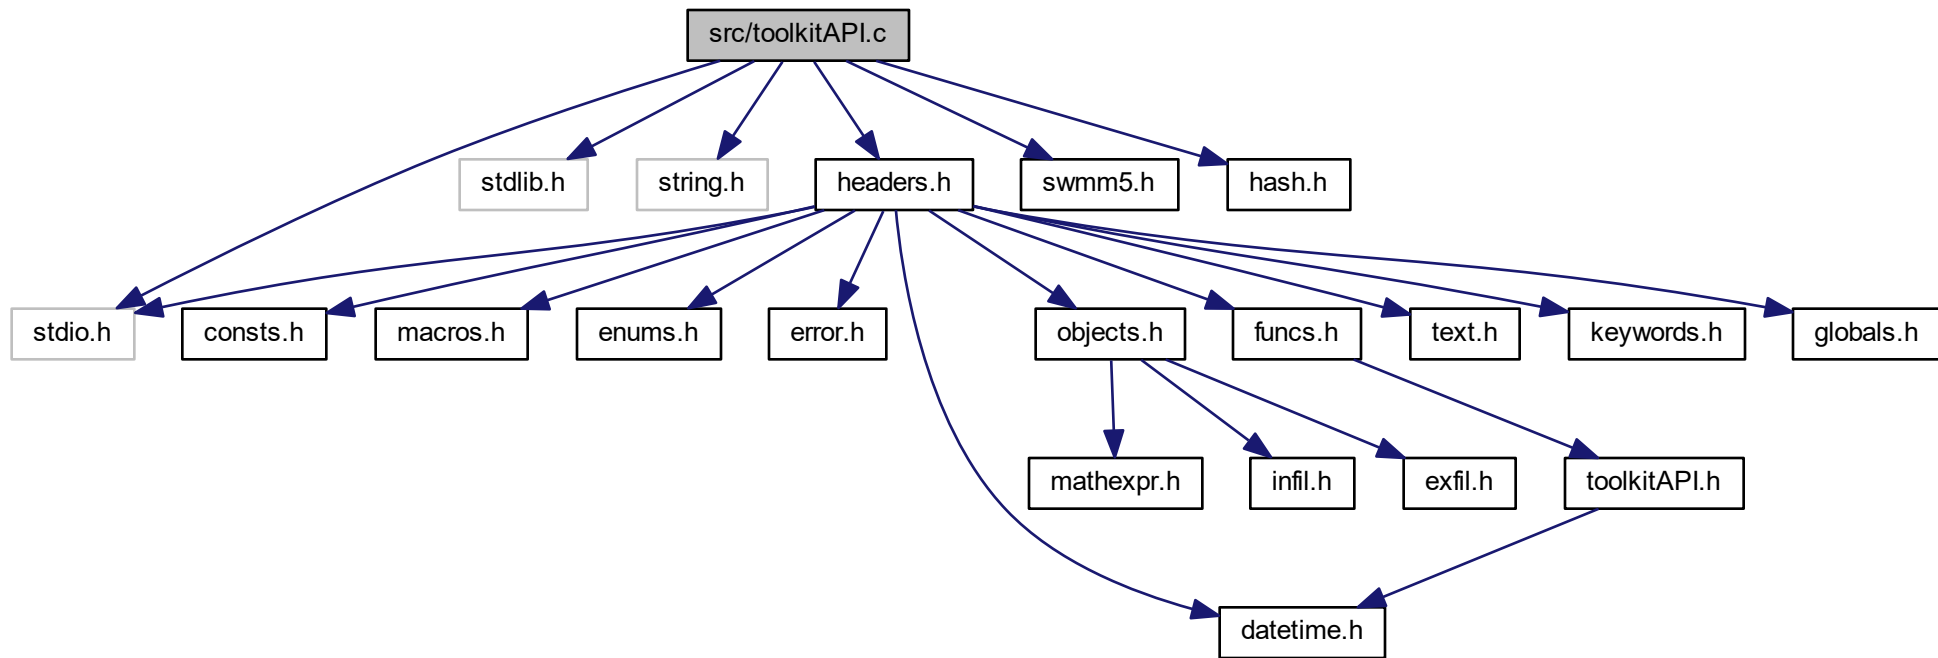 src/toolkitAPI.c
stdlib.h
string.h
headers.h
swmm5.h
hash.h
stdio.h
consts.h
macros.h
enums.h
error.h
objects.h
funcs.h
text.h
keywords.h
globals.h
mathexpr.h
infil.h
exfil.h
toolkitAPI.h
datetime.h